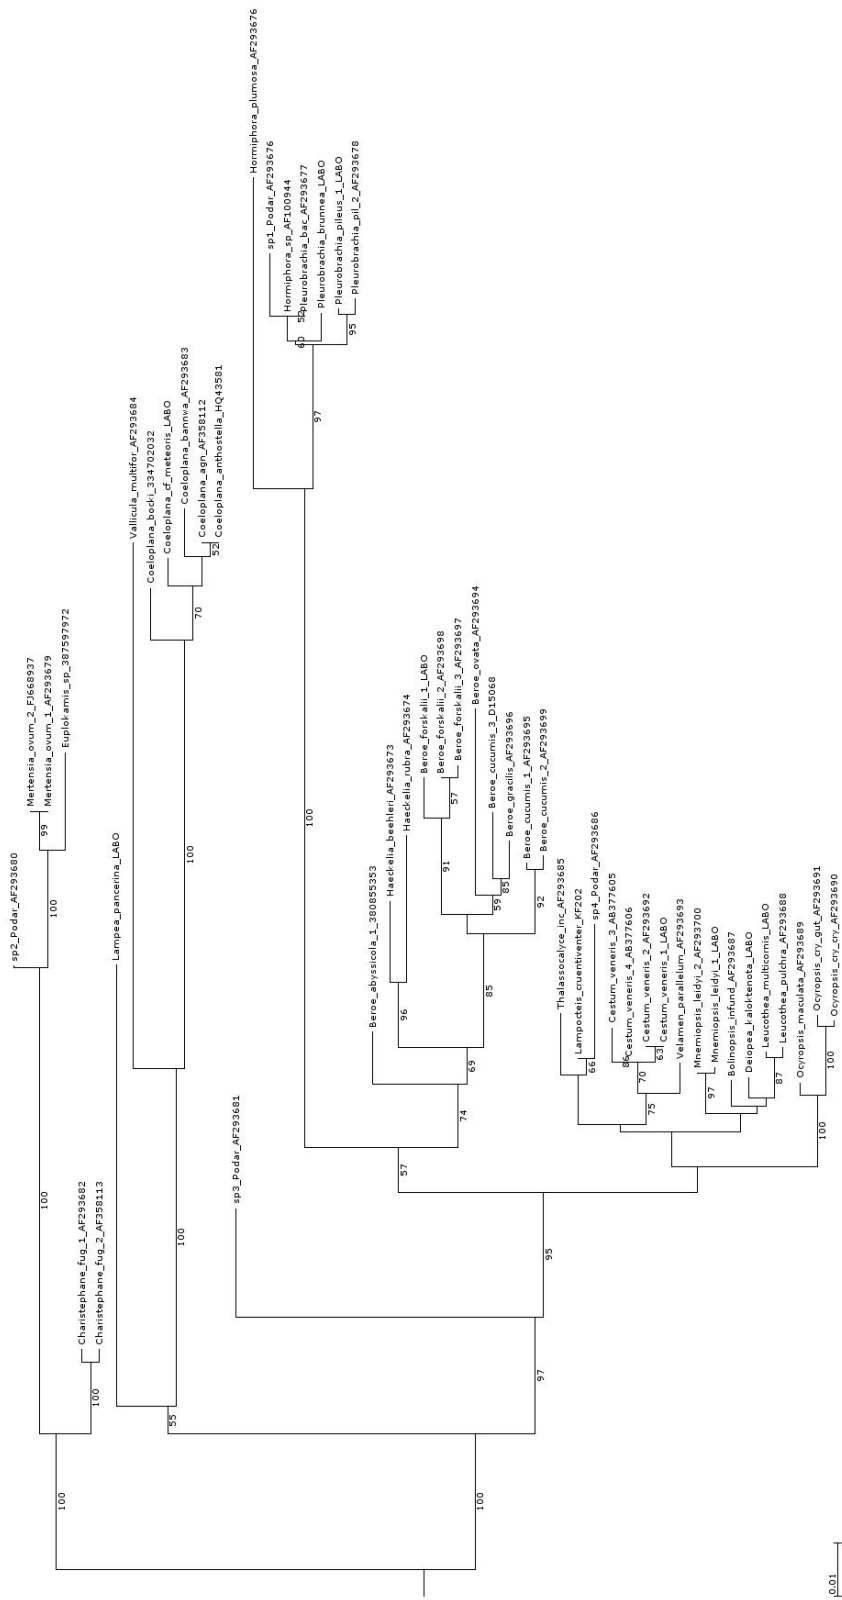 sp2_Podar_AF293680
Mertensia_ovum_2_FJ668937
Mertensia_ovum_1_AF293679
99
Euplokamis_sp_387597972
100
100
Charistephane_fug_1_AF293682
Charistephane_fug_2_AF358113
100
100
Lampea_pancerina_LABO
Vallicula_multifor_AF293684
Coeloplana_bocki_334702032
Coeloplana_cf_meteoris_LABO
Coeloplana_bannwa_AF293683
Coeloplana_agn_AF358112
Coeloplana_anthostella_HQ43581
52
70
100
100
55
sp3_Podar_AF293681
Hormiphora_plumosa_AF293676
sp1_Podar_AF293676
Hormiphora_sp_AF100944
Pleurobrachia_bac_AF293677
52
Pleurobrachia_brunnea_LABO
60
Pleurobrachia_pileus_1_LABO
Pleurobrachia_pil_2_AF293678
95
97
100
Beroe_abyssicola_1_380855353
Haeckelia_beehleri_AF293673
Haeckelia_rubra_AF293674
96
Beroe_forskalii_1_LABO
Beroe_forskalii_2_AF293698
Beroe_forskalii_3_AF293697
57
91
Beroe_ovata_AF293694
Beroe_cucumis_3_D15068
Beroe_gracilis_AF293696
85
59
Beroe_cucumis_1_AF293695
Beroe_cucumis_2_AF293699
92
85
69
74
57
Thalassocalyce_inc_AF293685
Lampocteis_cruentiventer_KF202
sp4_Podar_AF293686
66
Cestum_veneris_3_AB377605
Cestum_veneris_4_AB377606
86
Cestum_veneris_2_AF293692
Cestum_veneris_1_LABO
63
70
Velamen_parallelum_AF293693
75
Mnemiopsis_leidyi_2_AF293700
Mnemiopsis_leidyi_1_LABO
97
Bolinopsis_infund_AF293687
Deiopea_kaloktenota_LABO
Leucothea_multicornis_LABO
Leucothea_pulchra_AF293688
87
Ocyropsis_maculata_AF293689
Ocyropsis_cry_gut_AF293691
Ocyropsis_cry_cry_AF293690
100
100
95
97
100
0.01